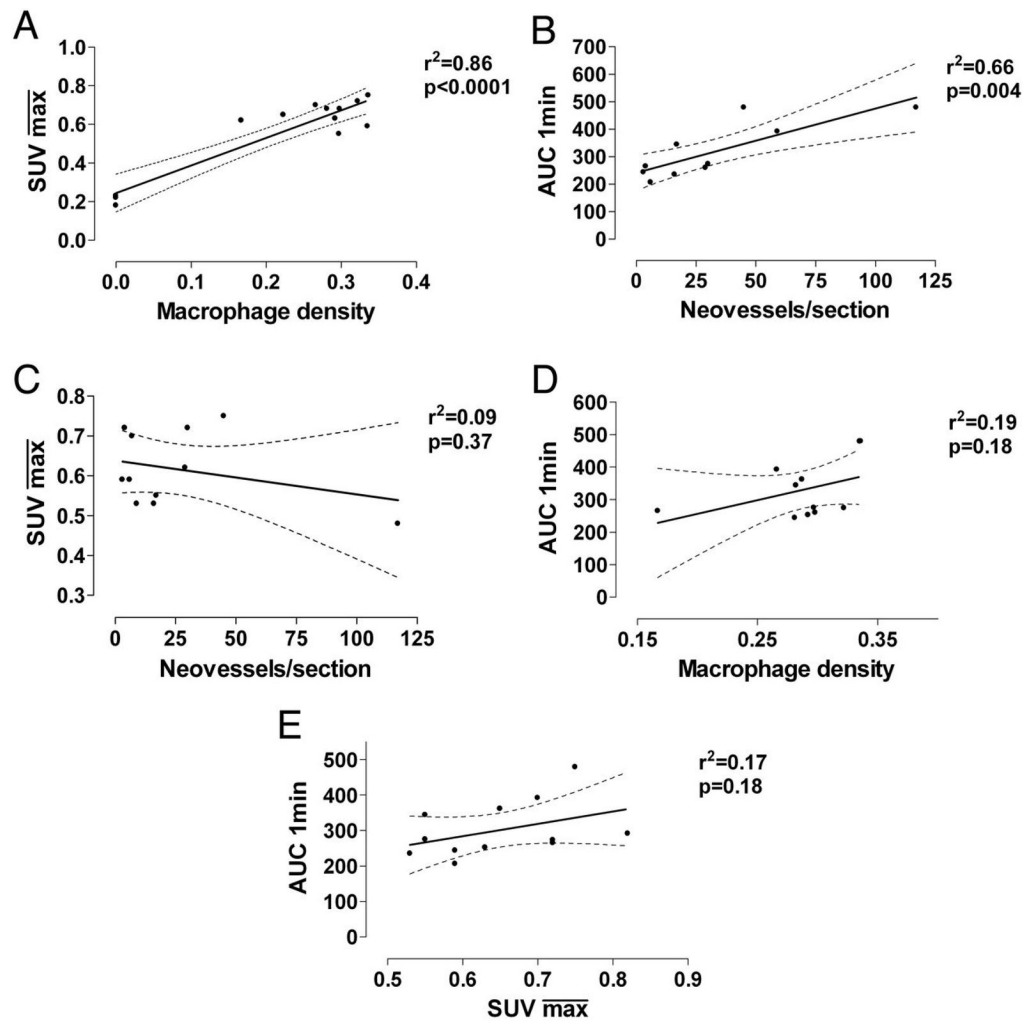 A
SUV m̅a̅x̅
1.0
0.8
0.6
0.4
0.2
0.0
0.0 0.1 0.2 0.3 0.4
Macrophage density
r²=0.86
p<0.0001
B
AUC 1min
700
600
500
400
300
200
100
0
0 25 50 75 100 125
Neovessels/section
r²=0.66
p=0.004
C
SUV m̅a̅x̅
0.8
0.7
0.6
0.5
0.4
0.3
0 25 50 75 100 125
Neovessels/section
r²=0.09
p=0.37
D
AUC 1min
600
500
400
300
200
100
0
0.15 0.25 0.35
Macrophage density
r²=0.19
p=0.18
E
AUC 1min
500
400
300
200
100
0
0.5 0.6 0.7 0.8 0.9
SUV m̅a̅x̅
r²=0.17
p=0.18